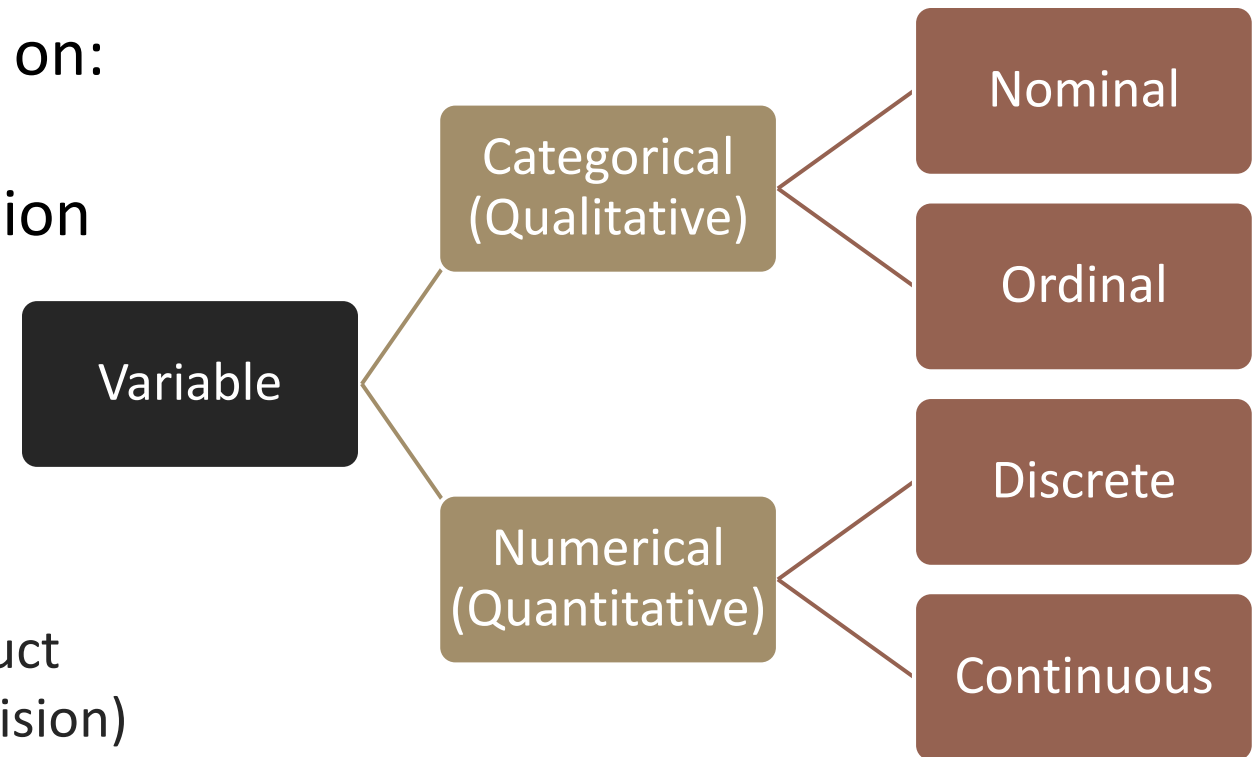 on:
ion
Variable
uct
ision)
Categorical
(Qualitative)
Numerical
(Quantitative)
Nominal
Ordinal
Discrete
Continuous